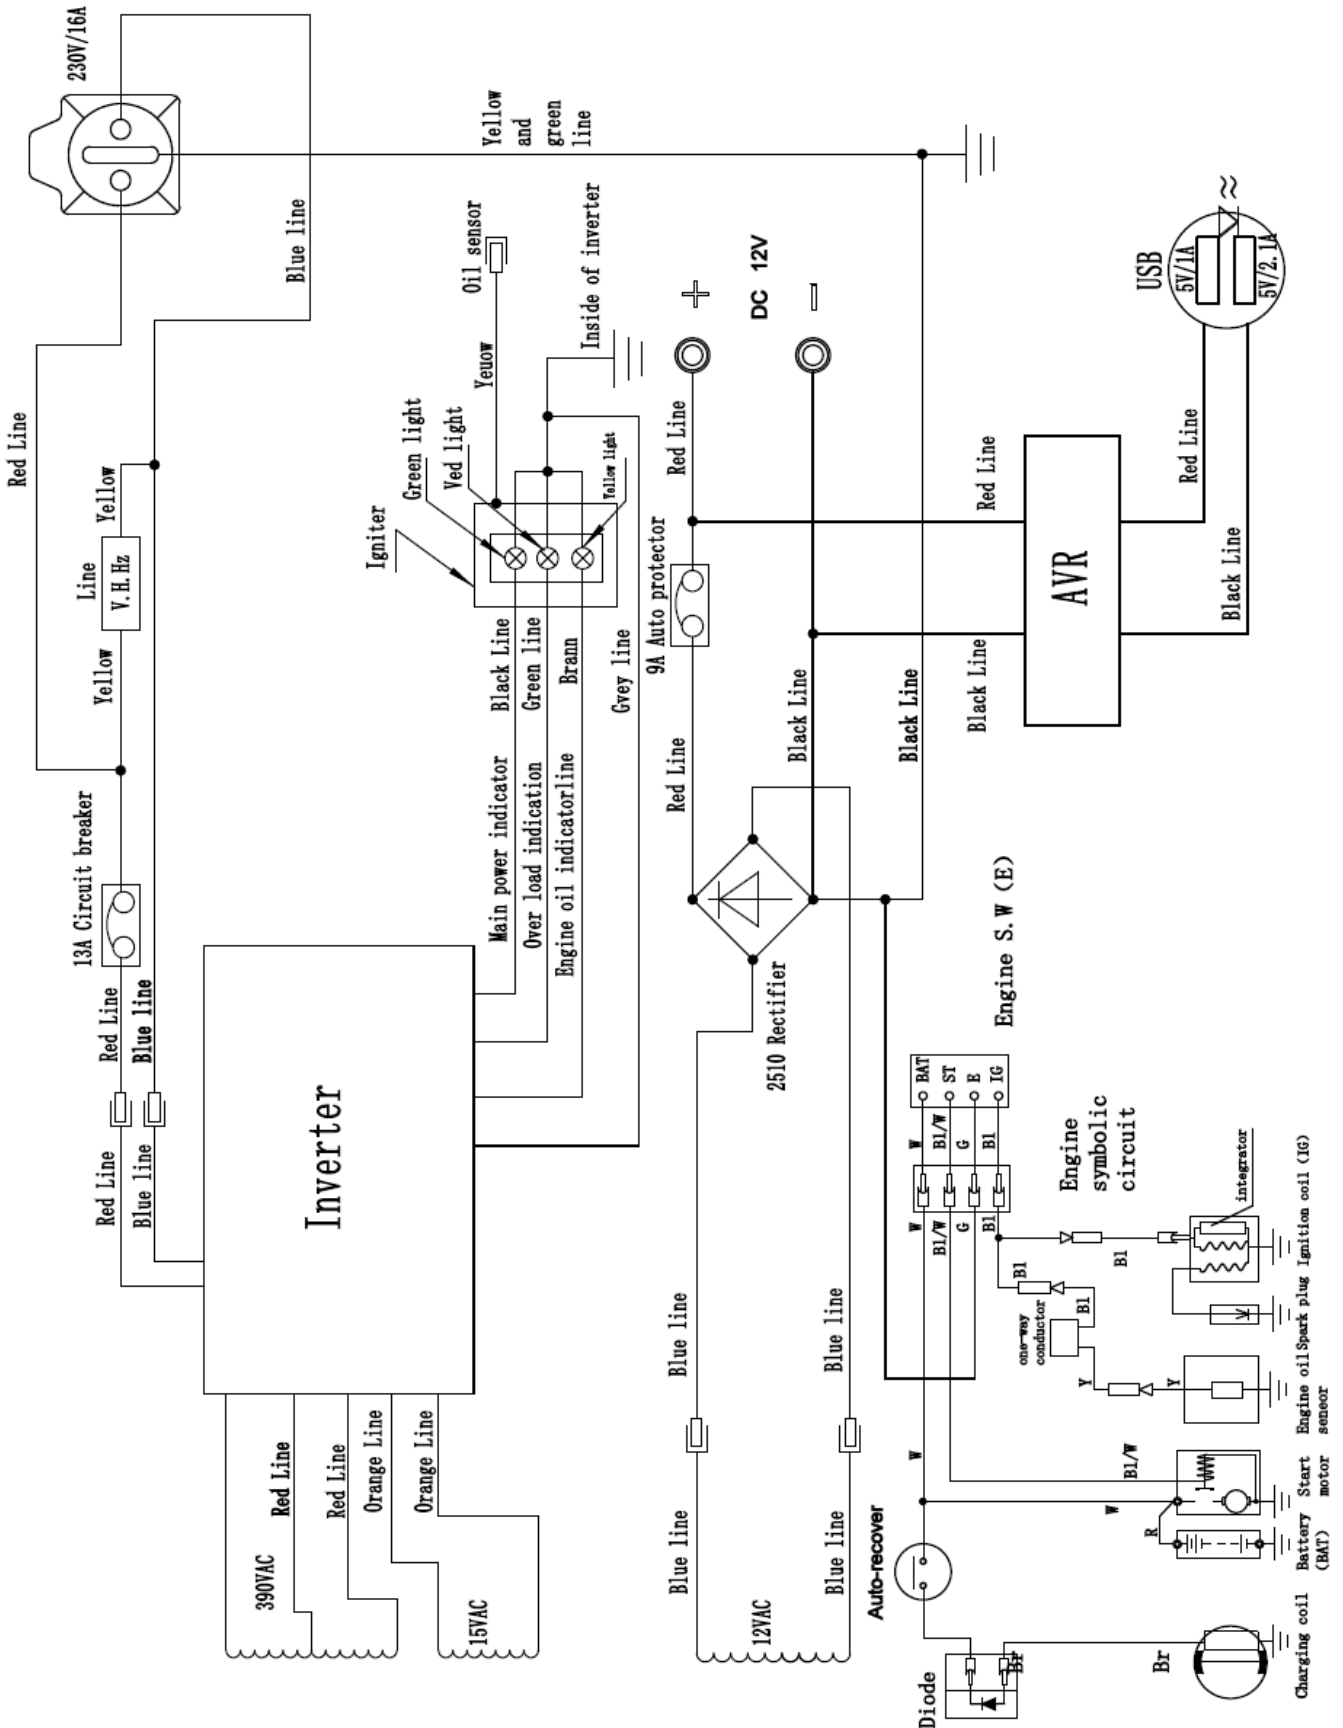 230V/16A
Red Line
Blue line
Yellow
and
green
line
Line
V.H.Hz
Yellow
Yellow
13A Circuit breaker
Red Line
Blue line
Red Line
Blue line
Inverter
Oil sensor
Yeuow
Inside of inverter
Igniter
Green light
Ved light
Yellow light
Black Line
Green line
Brann
Gvey line
Main power indicator
Over load indication
Engine oil indicatorline
390VAC
Red Line
Red Line
Orange Line
Orange Line
15VAC
+
DC 12V
-
Red Line
9A Auto protector
Red Line
Black Line
Black Line
2510 Rectifier
Blue line
Blue line
Blue line
Blue line
12VAC
USB
5V/1A
5V/2.1A
Red Line
Black Line
AVR
Red Line
Black Line
Engine S.W (E)
BAT
ST
E
IG
W
Bl/W
G
Bl
W
Bl/W
G
Bl
Engine
symbolic
circuit
Bl
Bl
Bl
one-way
conductor
Y
Y
integrator
W
Bl/W
W
R
Auto-recover
Diode
Br
Br
Charging coil
Battery
(BAT)
Start
motor
Engine oil
seneor
Spark plug
Ignition coil (IG)